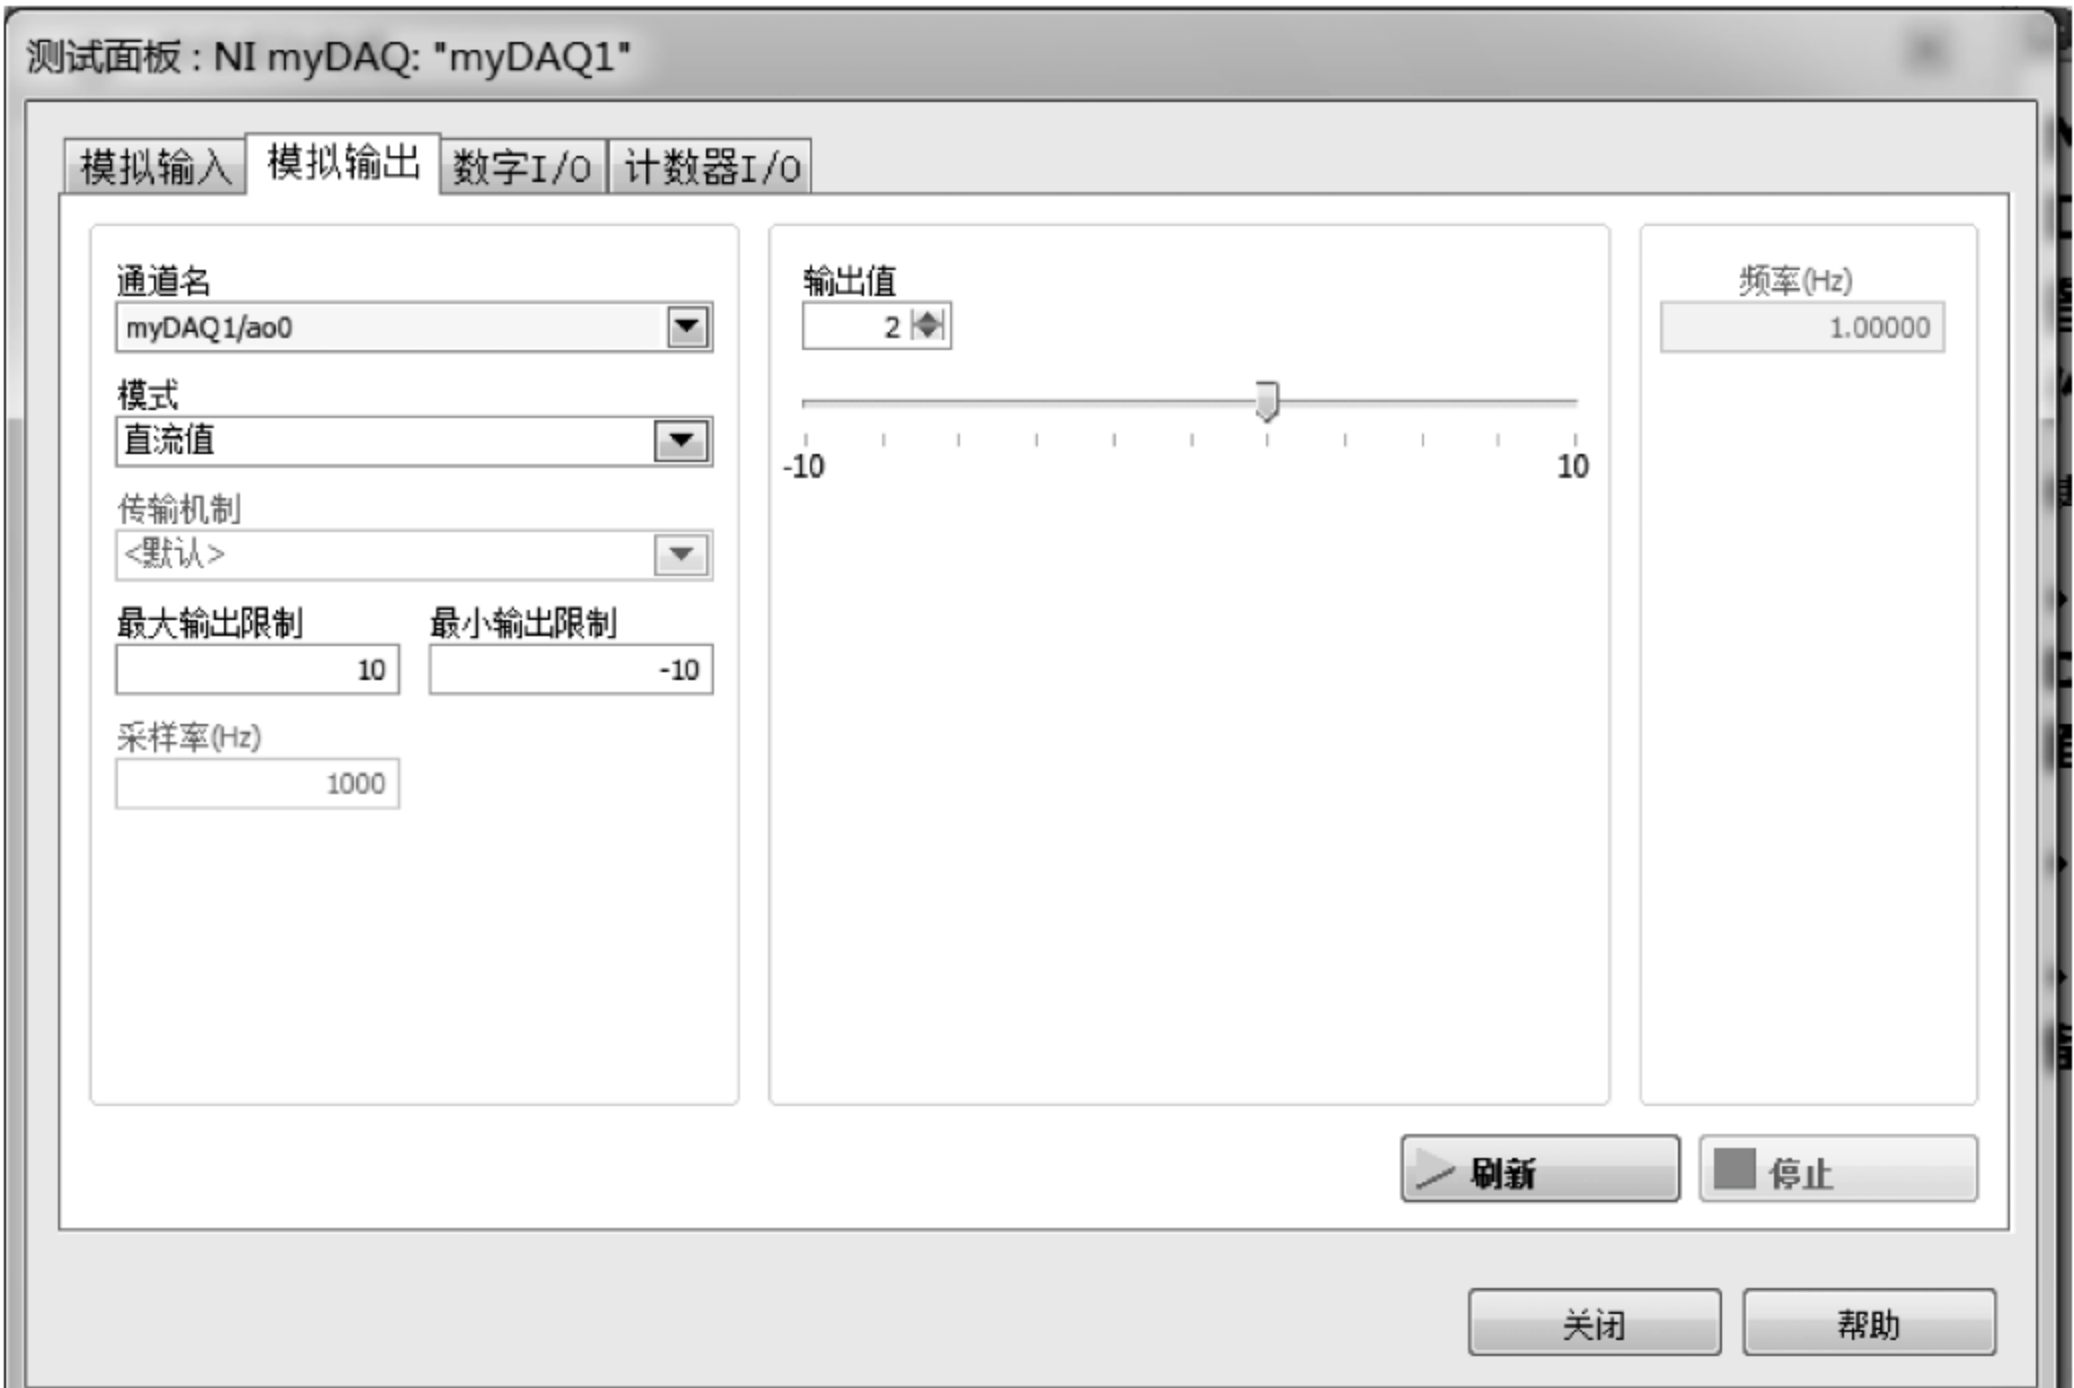 测试面板 : NI myDAQ: "myDAQ1"
模拟输入 模拟输出 数字I/O 计数器I/O
通道名
myDAQ1/ao0
模式
直流值
传输机制
<默认>
最大输出限制 最小输出限制
10 -10
采样率(Hz)
1000
输出值
2
-10 10
频率(Hz)
1.00000
刷新 停止
关闭 帮助